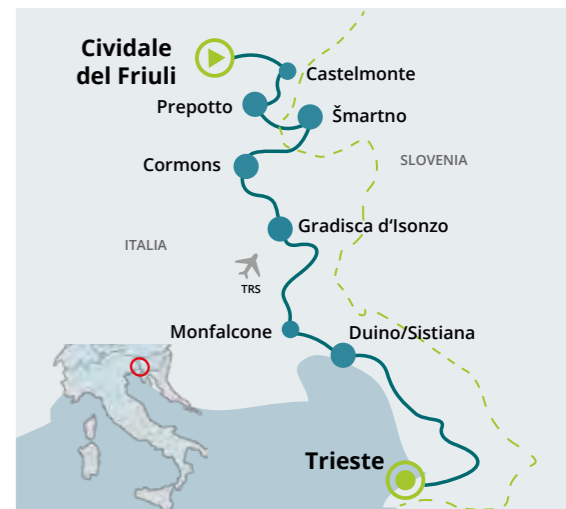 Cividale
del Friuli
Castelmonte
Prepotto
Šmartno
Cormons
SLOVENIA
Gradisca d‘Isonzo
ITALIA
TRS
Monfalcone
Duino/Sistiana
Trieste